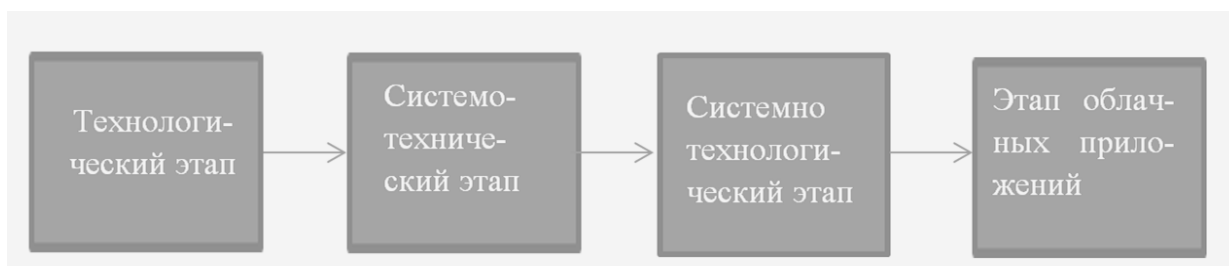 Технологи-
ческий этап
Системо-
техниче-
ский этап
Системно
технологи-
ческий этап
Этап облач-
ных прило-
жений